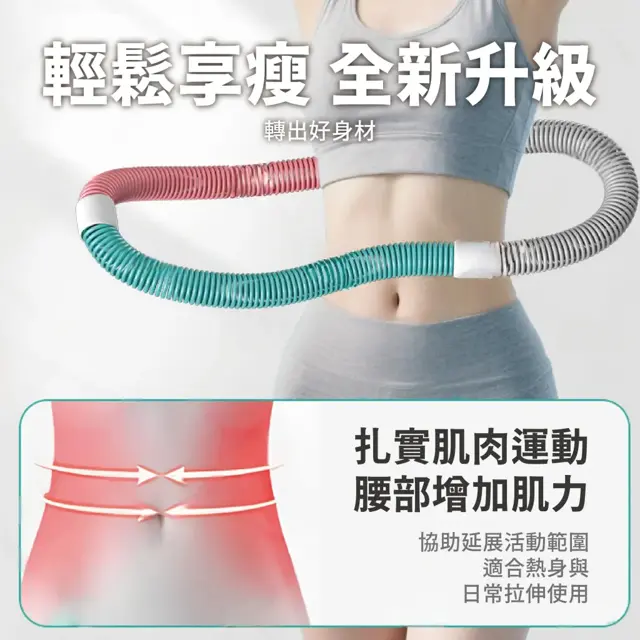 輕鬆享瘦 全新升級
轉出好身材
扎實肌肉運動
腰部增加肌力
協助延展活動範圍
適合熱身與
日常拉伸使用